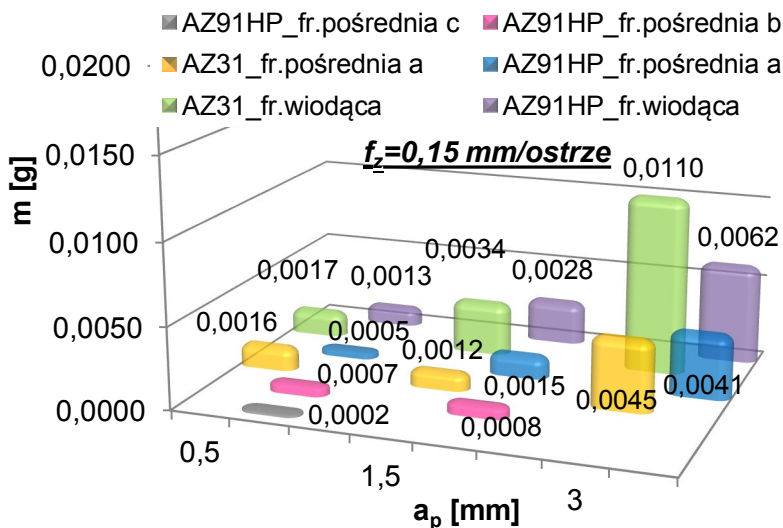 AZ91HP_fr.pośrednia c
AZ91HP_fr.pośrednia b
AZ31_fr.pośrednia a
AZ91HP_fr.pośrednia a
AZ31_fr.wiodąca
AZ91HP_fr.wiodąca
f_z=0,15 mm/ostrze
m [g]
0,0200
0,0150
0,0100
0,0050
0,0000
0,0110
0,0062
0,0034
0,0017
0,0013
0,0028
0,0016
0,0005
0,0012
0,0007
0,0015
0,0045
0,0041
0,0002
0,0008
0,5
1,5
3
a_p [mm]